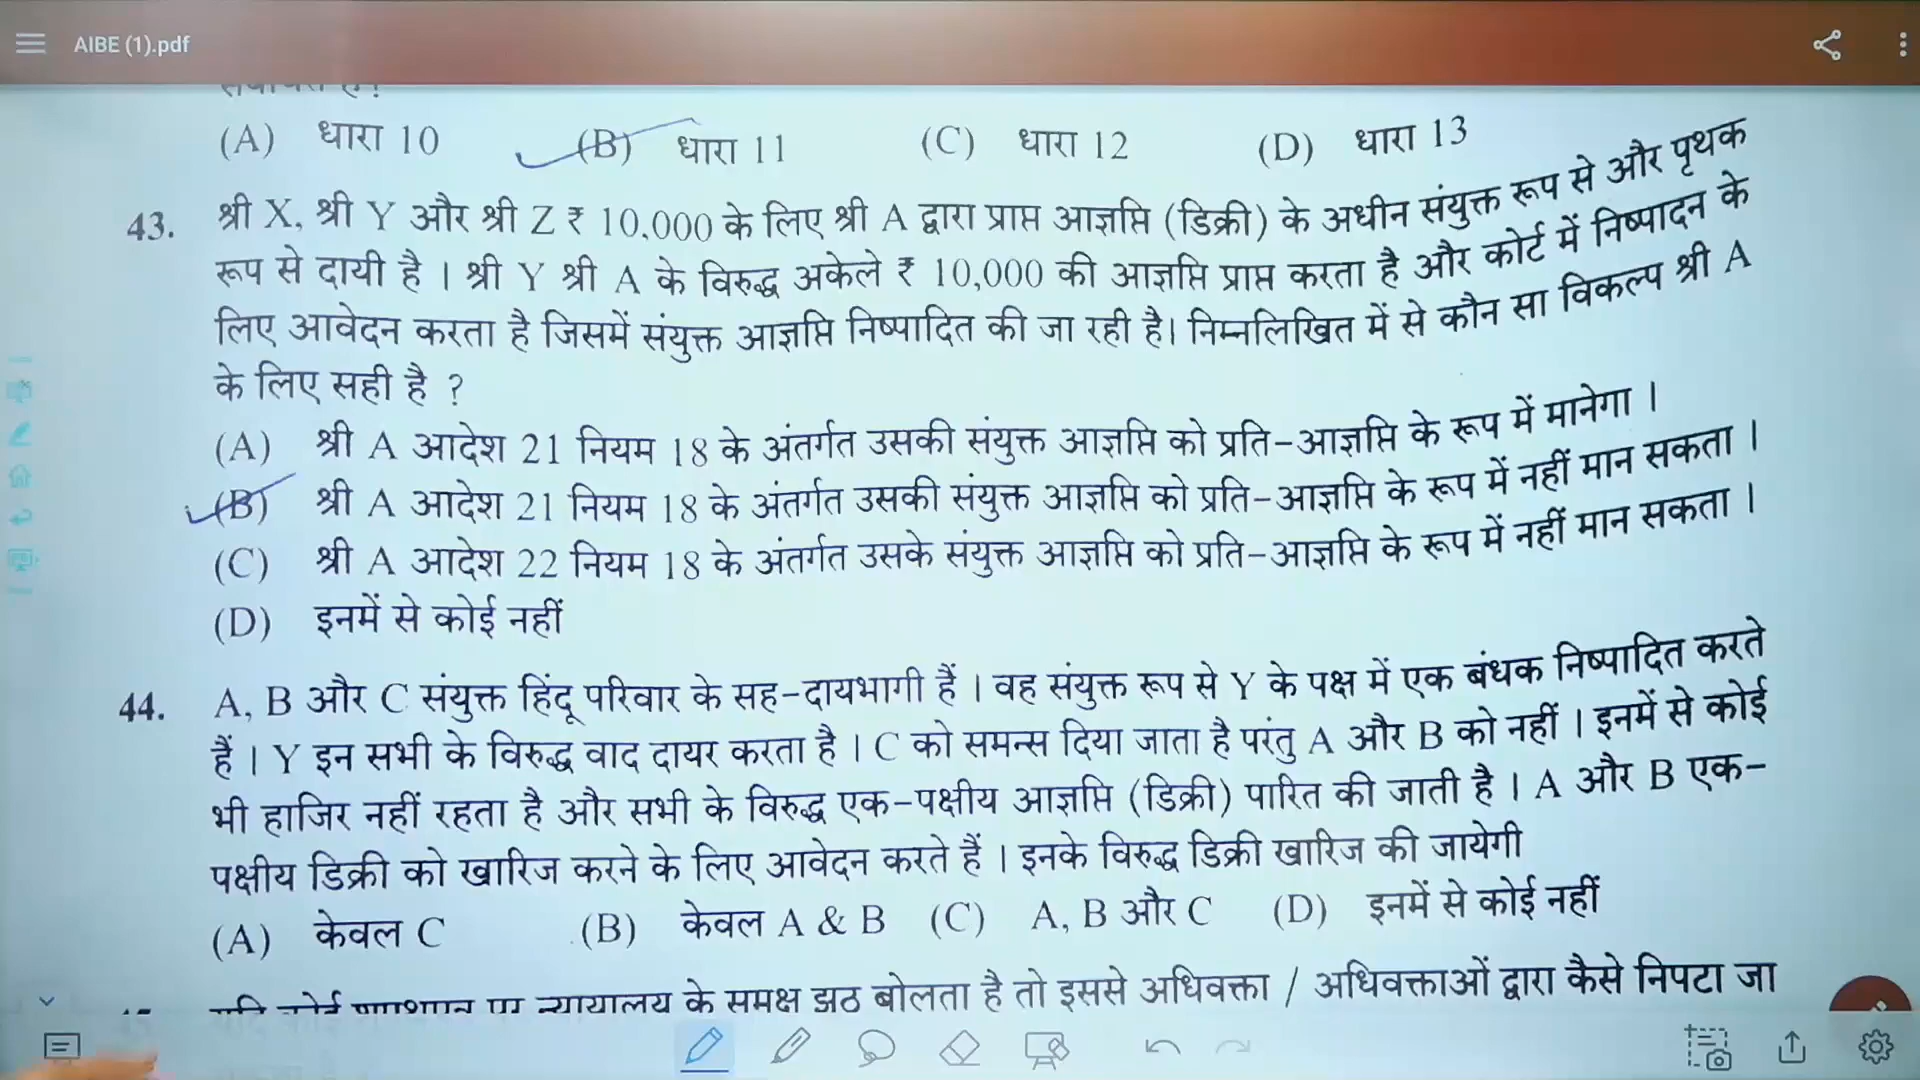 AIBE (1).pdf
(A) धारा 10 (B) धारा 11 (C) धारा 12 (D) धारा 13
43. श्री X, श्री Y और श्री Z ₹ 10,000 के लिए श्री A द्वारा प्राप्त आज्ञप्ति (डिक्री) के अधीन संयुक्त रूप से और पृथक
रूप से दायी है । श्री Y श्री A के विरुद्ध अकेले ₹ 10,000 की आज्ञप्ति प्राप्त करता है और कोर्ट में निष्पादन के
लिए आवेदन करता है जिसमें संयुक्त आज्ञप्ति निष्पादित की जा रही है। निम्नलिखित में से कौन सा विकल्प श्री A
के लिए सही है ?
(A) श्री A आदेश 21 नियम 18 के अंतर्गत उसकी संयुक्त आज्ञप्ति को प्रति-आज्ञप्ति के रूप में मानेगा ।
(B) श्री A आदेश 21 नियम 18 के अंतर्गत उसकी संयुक्त आज्ञप्ति को प्रति-आज्ञप्ति के रूप में नहीं मान सकता ।
(C) श्री A आदेश 22 नियम 18 के अंतर्गत उसके संयुक्त आज्ञप्ति को प्रति-आज्ञप्ति के रूप में नहीं मान सकता ।
(D) इनमें से कोई नहीं
44. A, B और C संयुक्त हिंदू परिवार के सह-दायभागी हैं । वह संयुक्त रूप से Y के पक्ष में एक बंधक निष्पादित करते
हैं । Y इन सभी के विरुद्ध वाद दायर करता है । C को समन्स दिया जाता है परंतु A और B को नहीं । इनमें से कोई
भी हाजिर नहीं रहता है और सभी के विरुद्ध एक-पक्षीय आज्ञप्ति (डिक्री) पारित की जाती है । A और B एक-
पक्षीय डिक्री को खारिज करने के लिए आवेदन करते हैं । इनके विरुद्ध डिक्री खारिज की जायेगी
(A) केवल C (B) केवल A & B (C) A, B और C (D) इनमें से कोई नहीं
पर न्यायालय के समक्ष झूठ बोलता है तो इससे अधिवक्ता / अधिवक्ताओं द्वारा कैसे निपटा जा